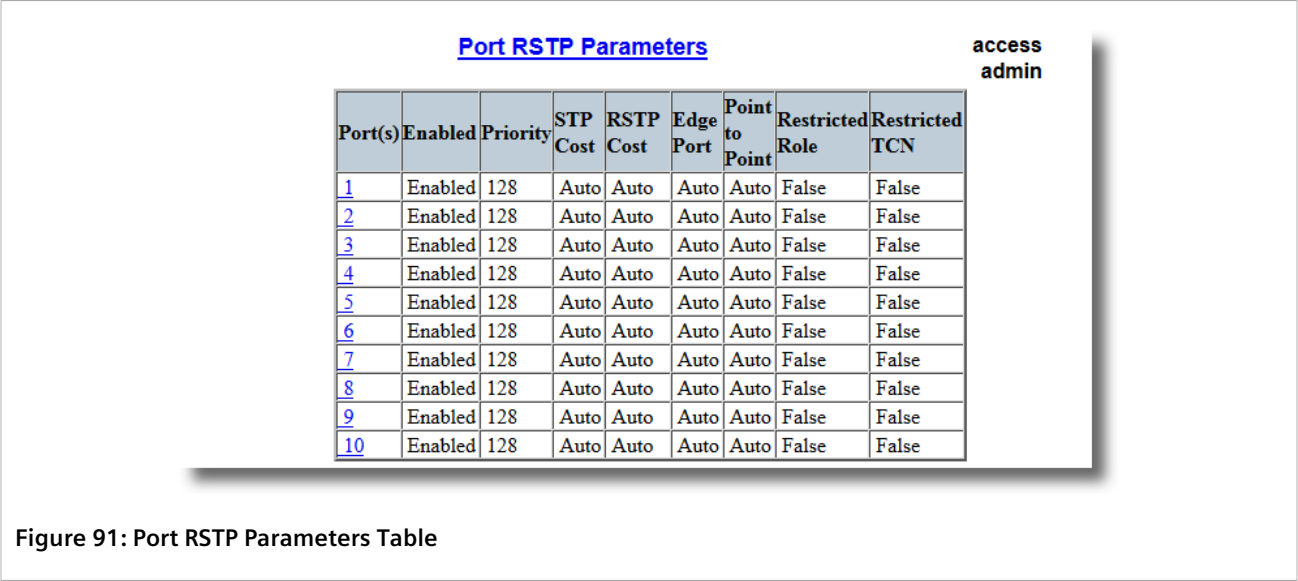 Port RSTP Parameters
access
admin
Port(s) Enabled Priority STP Cost RSTP Cost Edge Port Point to Point Restricted Role Restricted TCN
1 Enabled 128 Auto Auto Auto Auto False False
2 Enabled 128 Auto Auto Auto Auto False False
3 Enabled 128 Auto Auto Auto Auto False False
4 Enabled 128 Auto Auto Auto Auto False False
5 Enabled 128 Auto Auto Auto Auto False False
6 Enabled 128 Auto Auto Auto Auto False False
7 Enabled 128 Auto Auto Auto Auto False False
8 Enabled 128 Auto Auto Auto Auto False False
9 Enabled 128 Auto Auto Auto Auto False False
10 Enabled 128 Auto Auto Auto Auto False False
Figure 91: Port RSTP Parameters Table